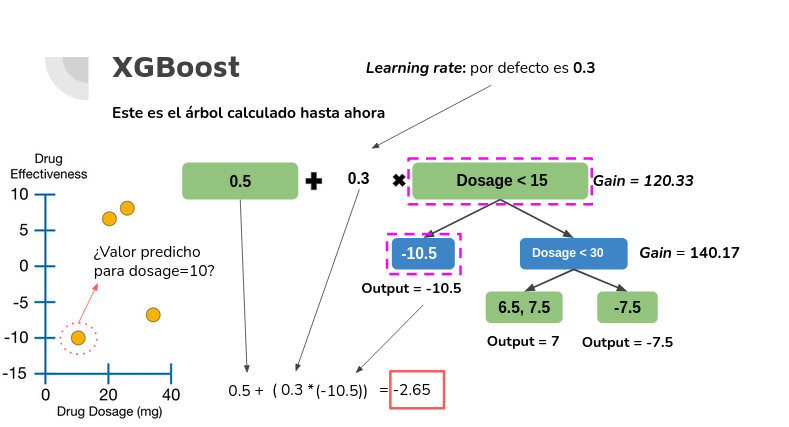 XGBoost
Learning rate: por defecto es 0.3
Este es el árbol calculado hasta ahora
Drug
Effectiveness
10
5
0
-5
-10
-15
0 20 40
Drug Dosage (mg)
¿Valor predicho
para dosage=10?
0.5
0.3
Dosage < 15
Gain = 120.33
-10.5
Output = -10.5
Dosage < 30
Gain = 140.17
6.5, 7.5
-7.5
Output = 7
Output = -7.5
0.5 + ( 0.3 * (-10.5)) = -2.65